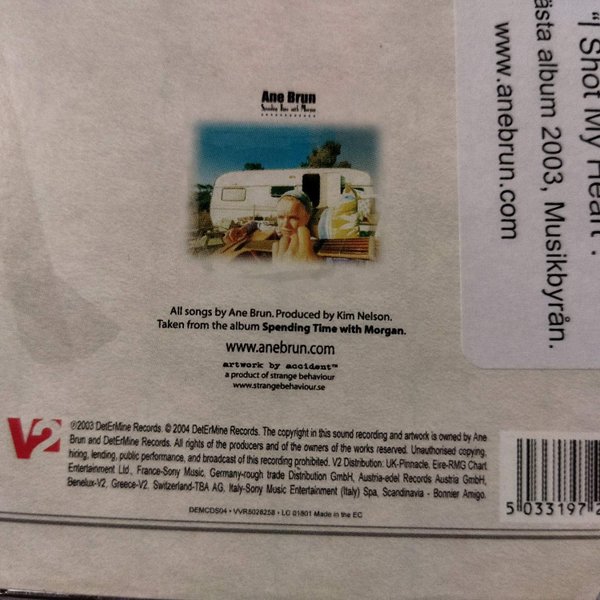 "I Shot My Heart".
ästa album 2003, Musikbyrån.
www.anebrun.com
Ane Brun
Spending Time with Morgan
All songs by Ane Brun. Produced by Kim Nelson.
Taken from the album Spending Time with Morgan.
www.anebrun.com
artwork by accident™
a product of strange behaviour
www.strangebehaviour.se
V2
℗2003 DetErMine Records. © 2004 DetErMine Records. The copyright in this sound recording and artwork is owned by Ane
Brun and DetErMine Records. All rights of the producers and of the owners of the works reserved. Unauthorised copying,
hiring, lending, public performance, and broadcast of this recording prohibited. V2 Distribution: UK-Pinnacle, Eire-RMG Chart
Entertainment Ltd., France-Sony Music, Germany-rough trade Distribution GmbH, Austria-edel Records Austria GmbH,
Benelux-V2, Greece-V2, Switzerland-TBA AG, Italy-Sony Music Entertainment (Italy) Spa, Scandinavia - Bonnier Amigo.
DEMCDS04 • VVR5028258 • LC 01801 Made in the EC
5 033197 2